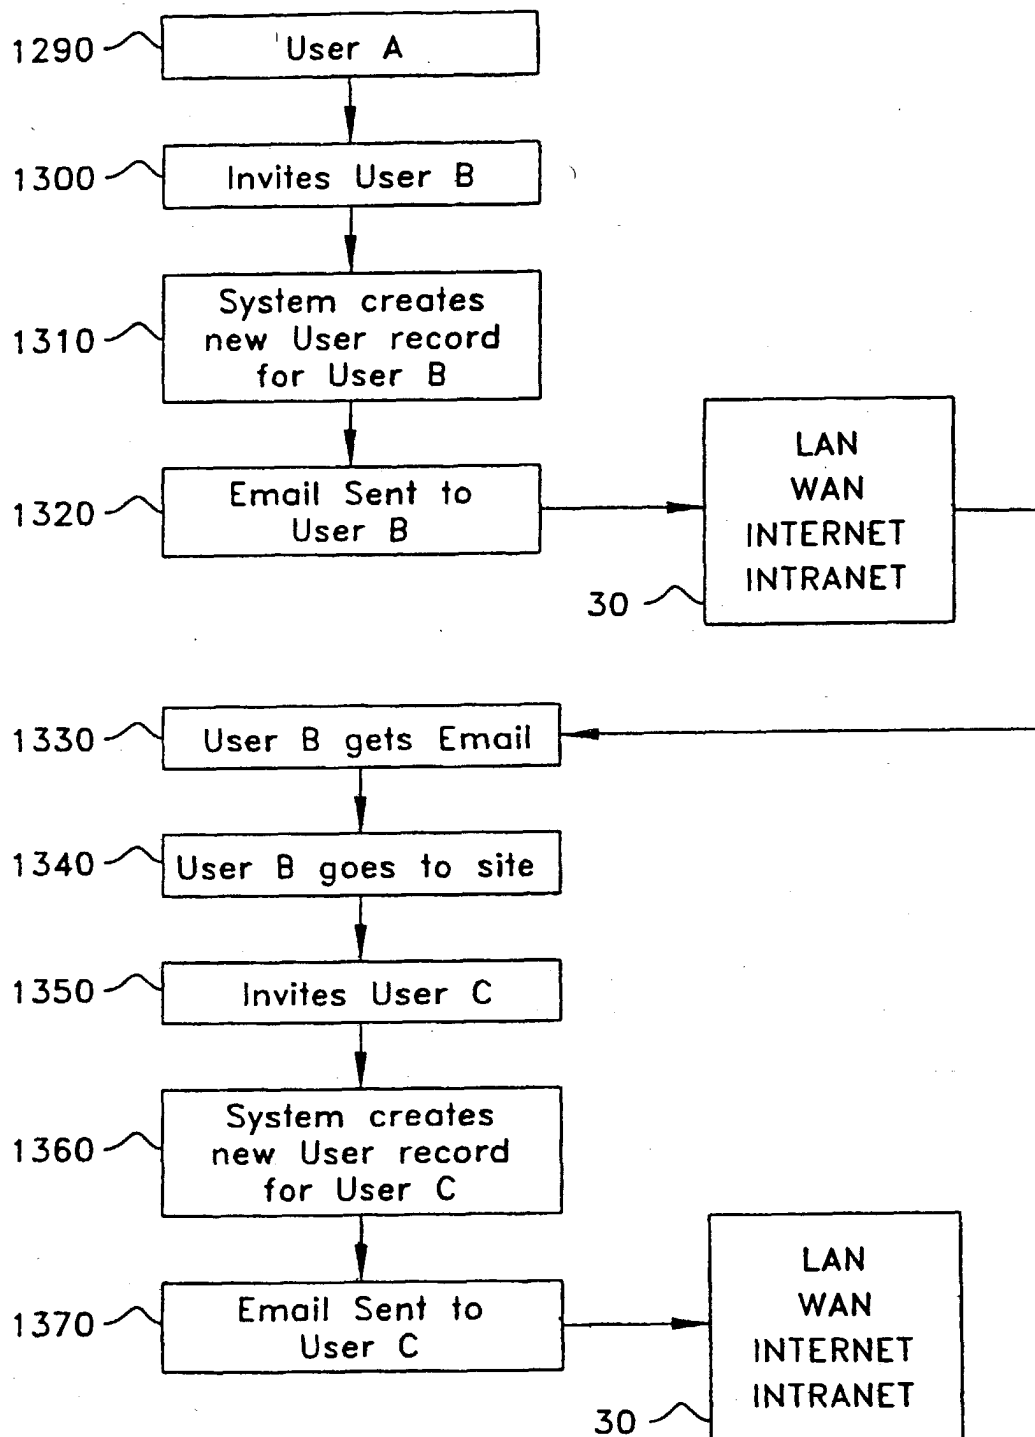 1290
User A
1300
Invites User B
1310
System creates
new User record
for User B
1320
Email Sent to
User B
LAN
WAN
INTERNET
INTRANET
30
1330
User B gets Email
1340
User B goes to site
1350
Invites User C
1360
System creates
new User record
for User C
1370
Email Sent to
User C
LAN
WAN
INTERNET
INTRANET
30